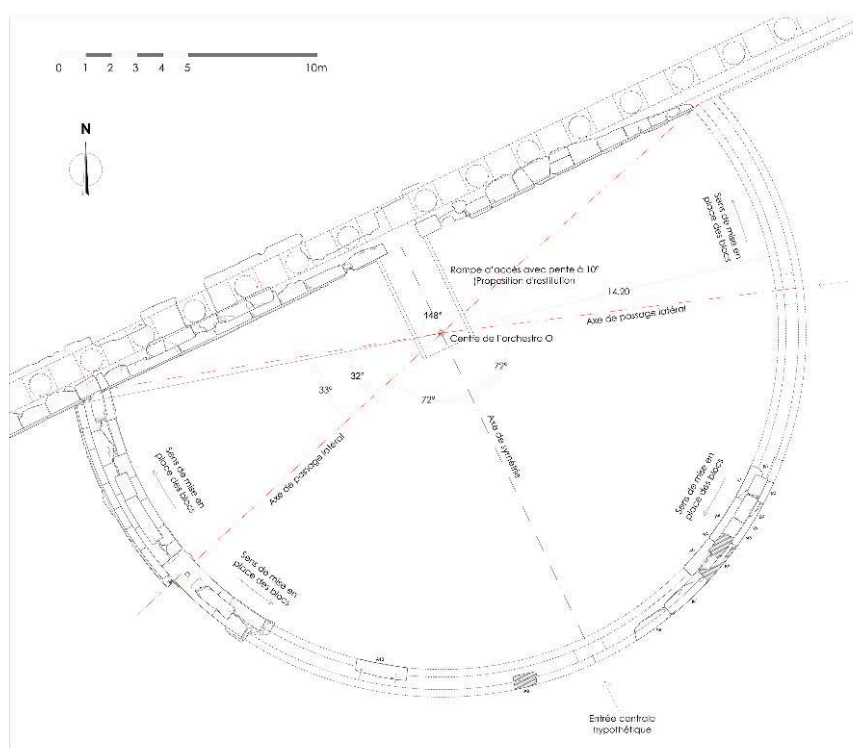 0 1 2 3 4 5 10m
N
Sens de mise en
place des blocs
Rampe d'accès avec pente à 10°
(Proposition d'restitution
14.20
148°
Axe de passage latéral
Centre de l'orchestra O
32°
33°
72°
72°
Axe de passage latéral
Axe de symétrie
Sens de mise en
place des blocs
Sens de mise en
place des blocs
Sens de mise en
place des blocs
Entrée centrale
hypothétique